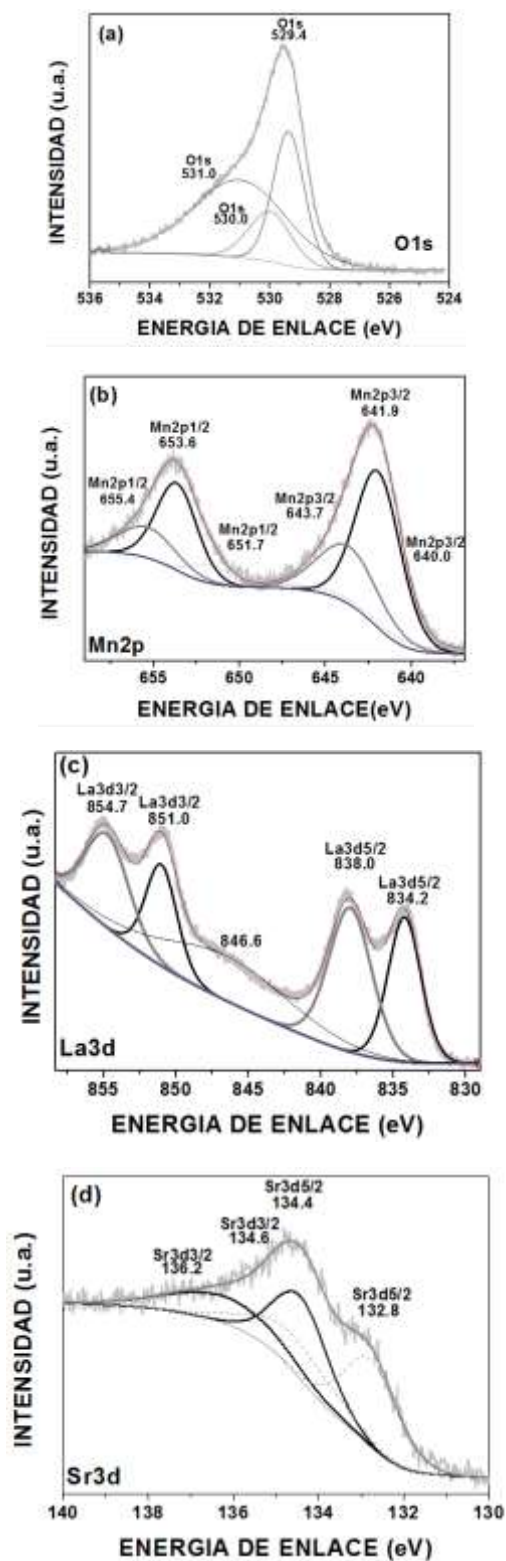 (a)
O1s
529.4
O1s
531.0
O1s
530.0
O1s
INTENSIDAD (u.a.)
536 534 532 530 528 526 524
ENERGIA DE ENLACE (eV)
(b)
Mn2p3/2
641.9
Mn2p1/2
653.6
Mn2p1/2
655.4
Mn2p3/2
643.7
Mn2p1/2
651.7
Mn2p3/2
640.0
Mn2p
INTENSIDAD (u.a.)
655 650 645 640
ENERGIA DE ENLACE(eV)
(c)
La3d3/2
854.7
La3d3/2
851.0
846.6
La3d5/2
838.0
La3d5/2
834.2
La3d
INTENSIDAD (u.a.)
855 850 845 840 835 830
ENERGIA DE ENLACE (eV)
(d)
Sr3d5/2
134.4
Sr3d3/2
134.6
Sr3d3/2
136.2
Sr3d5/2
132.8
Sr3d
INTENSIDAD (u.a.)
140 138 136 134 132 130
ENERGIA DE ENLACE (eV)